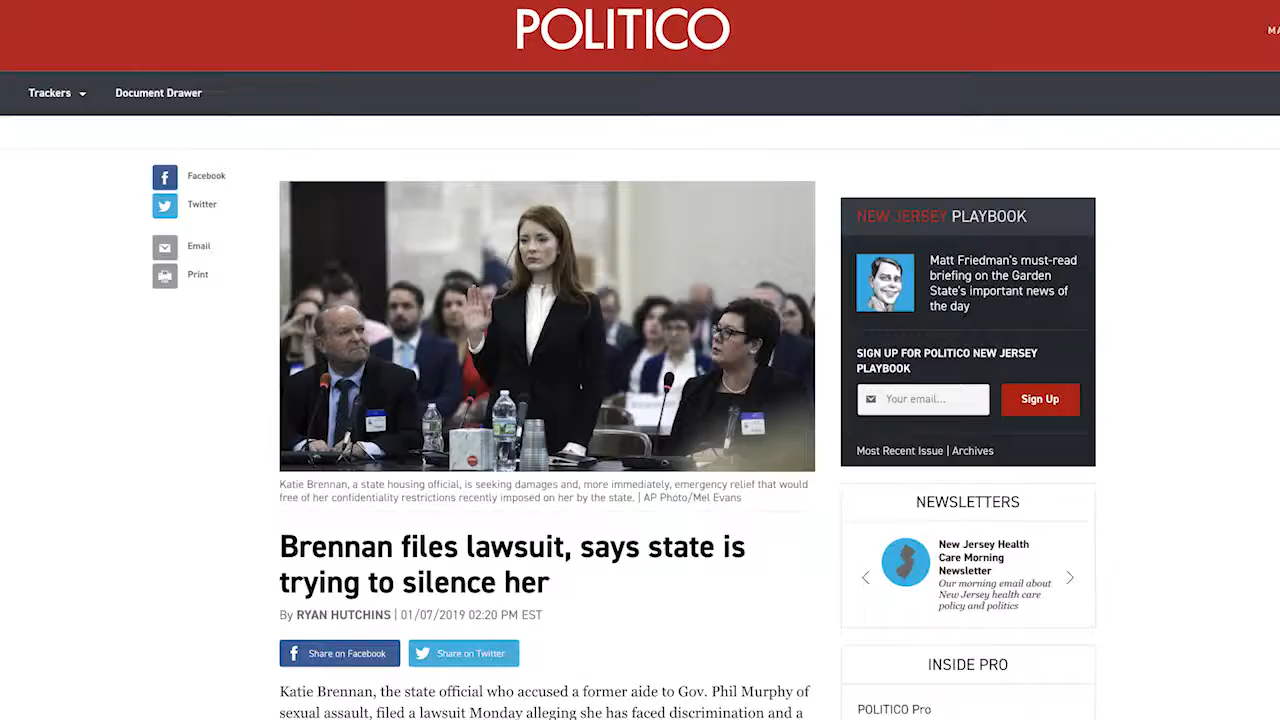 POLITICO
MA
Trackers
Document Drawer
Facebook
Twitter
Email
Print
Katie Brennan, a state housing official, is seeking damages and, more immediately, emergency relief that would
free of her confidentiality restrictions recently imposed on her by the state. | AP Photo/Mel Evans
Brennan files lawsuit, says state is
trying to silence her
By RYAN HUTCHINS | 01/07/2019 02:20 PM EST
Share on Facebook
Share on Twitter
Katie Brennan, the state official who accused a former aide to Gov. Phil Murphy of
sexual assault, filed a lawsuit Monday alleging she has faced discrimination and a
NEW JERSEY PLAYBOOK
Matt Friedman's must-read
briefing on the Garden
State's important news of
the day
SIGN UP FOR POLITICO NEW JERSEY
PLAYBOOK
Your email...
Sign Up
Most Recent Issue | Archives
NEWSLETTERS
New Jersey Health
Care Morning
Newsletter
Our morning email about
New Jersey health care
policy and politics
INSIDE PRO
POLITICO Pro